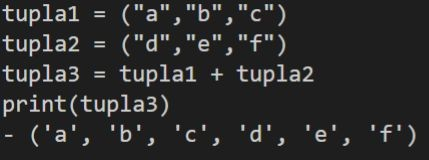 tupla1 = ("a","b","c")
tupla2 = ("d","e","f")
tupla3 = tupla1 + tupla2
print(tupla3)
- ('a', 'b', 'c', 'd', 'e', 'f')